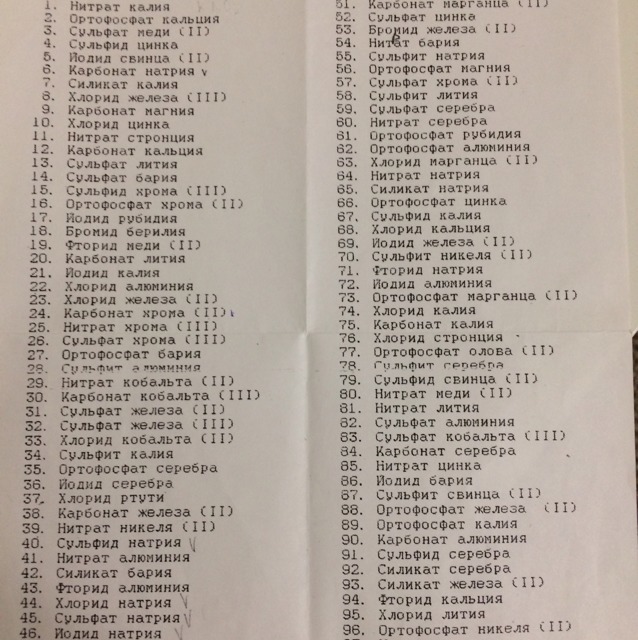 1. Нитрат калия
2. Ортофосфат кальция
3. Сульфат меди (II)
4. Сульфид цинка
5. Йодид свинца (II)
6. Карбонат натрия
7. Силикат калия
8. Хлорид железа (III)
9. Карбонат магния
10. Хлорид цинка
11. Нитрат стронция
12. Карбонат кальция
13. Сульфат лития
14. Сульфат бария
15. Сульфид хрома (III)
16. Ортофосфат хрома (II)
17. Йодид рубидия
18. Бромид берилия
19. Фторид меди (II)
20. Карбонат лития
21. Йодид калия
22. Хлорид алюминия
23. Хлорид железа (II)
24. Карбонат хрома (II)
25. Нитрат хрома (III)
26. Сульфат хрома (III)
27. Ортофосфат бария
28. Сульфит алюминия
29. Нитрат кобальта (II)
30. Карбонат кобальта (III)
31. Сульфат железа (II)
32. Сульфат железа (III)
33. Хлорид кобальта (II)
34. Сульфит калия
35. Ортофосфат серебра
36. Йодид серебра
37. Хлорид ртути
38. Карбонат железа (II)
39. Нитрат никеля (II)
40. Сульфид натрия
41. Нитрат алюминия
42. Силикат бария
43. Фторид алюминия
44. Хлорид натрия
45. Сульфат натрия
46. Йодид натрия
51. Карбонат марганца (II)
52. Сульфат цинка
53. Бромид железа (II)
54. Нитат бария
55. Сульфит натрия
56. Ортофосфат магния
57. Сульфат хрома (II)
58. Сульфит лития
59. Сульфат серебра
60. Нитрат серебра
61. Ортофосфат рубидия
62. Ортофосфат алюминия
63. Хлорид марганца (II)
64. Нитрат натрия
65. Силикат натрия
66. Ортофосфат цинка
67. Сульфид калия
68. Хлорид кальция
69. Йодид железа (II)
70. Сульфит никеля (II)
71. Фторид натрия
72. Йодид алюминия
73. Ортофосфат марганца (II)
74. Хлорид калия
75. Карбонат калия
76. Хлорид стронция
77. Ортофосфат олова (II)
78. Сульфит серебра
79. Сульфид свинца (II)
80. Нитрат меди (II)
81. Нитрат лития
82. Сульфат алюминия
83. Сульфат кобальта (III)
84. Карбонат серебра
85. Нитрат цинка
86. Йодид бария
87. Сульфит свинца (II)
88. Ортофосфат железа (II)
89. Ортофосфат калия
90. Карбонат алюминия
91. Сульфид серебра
92. Силикат серебра
93. Силикат железа (II)
94. Фторид кальция
95. Хлорид лития
96. Ортофосфат никеля (II)